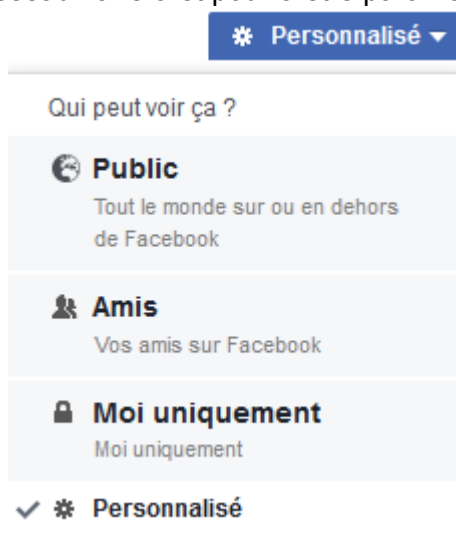 Personnalisé
Qui peut voir ça ?
Public
Tout le monde sur ou en dehors
de Facebook
Amis
Vos amis sur Facebook
Moi uniquement
Moi uniquement
Personnalisé